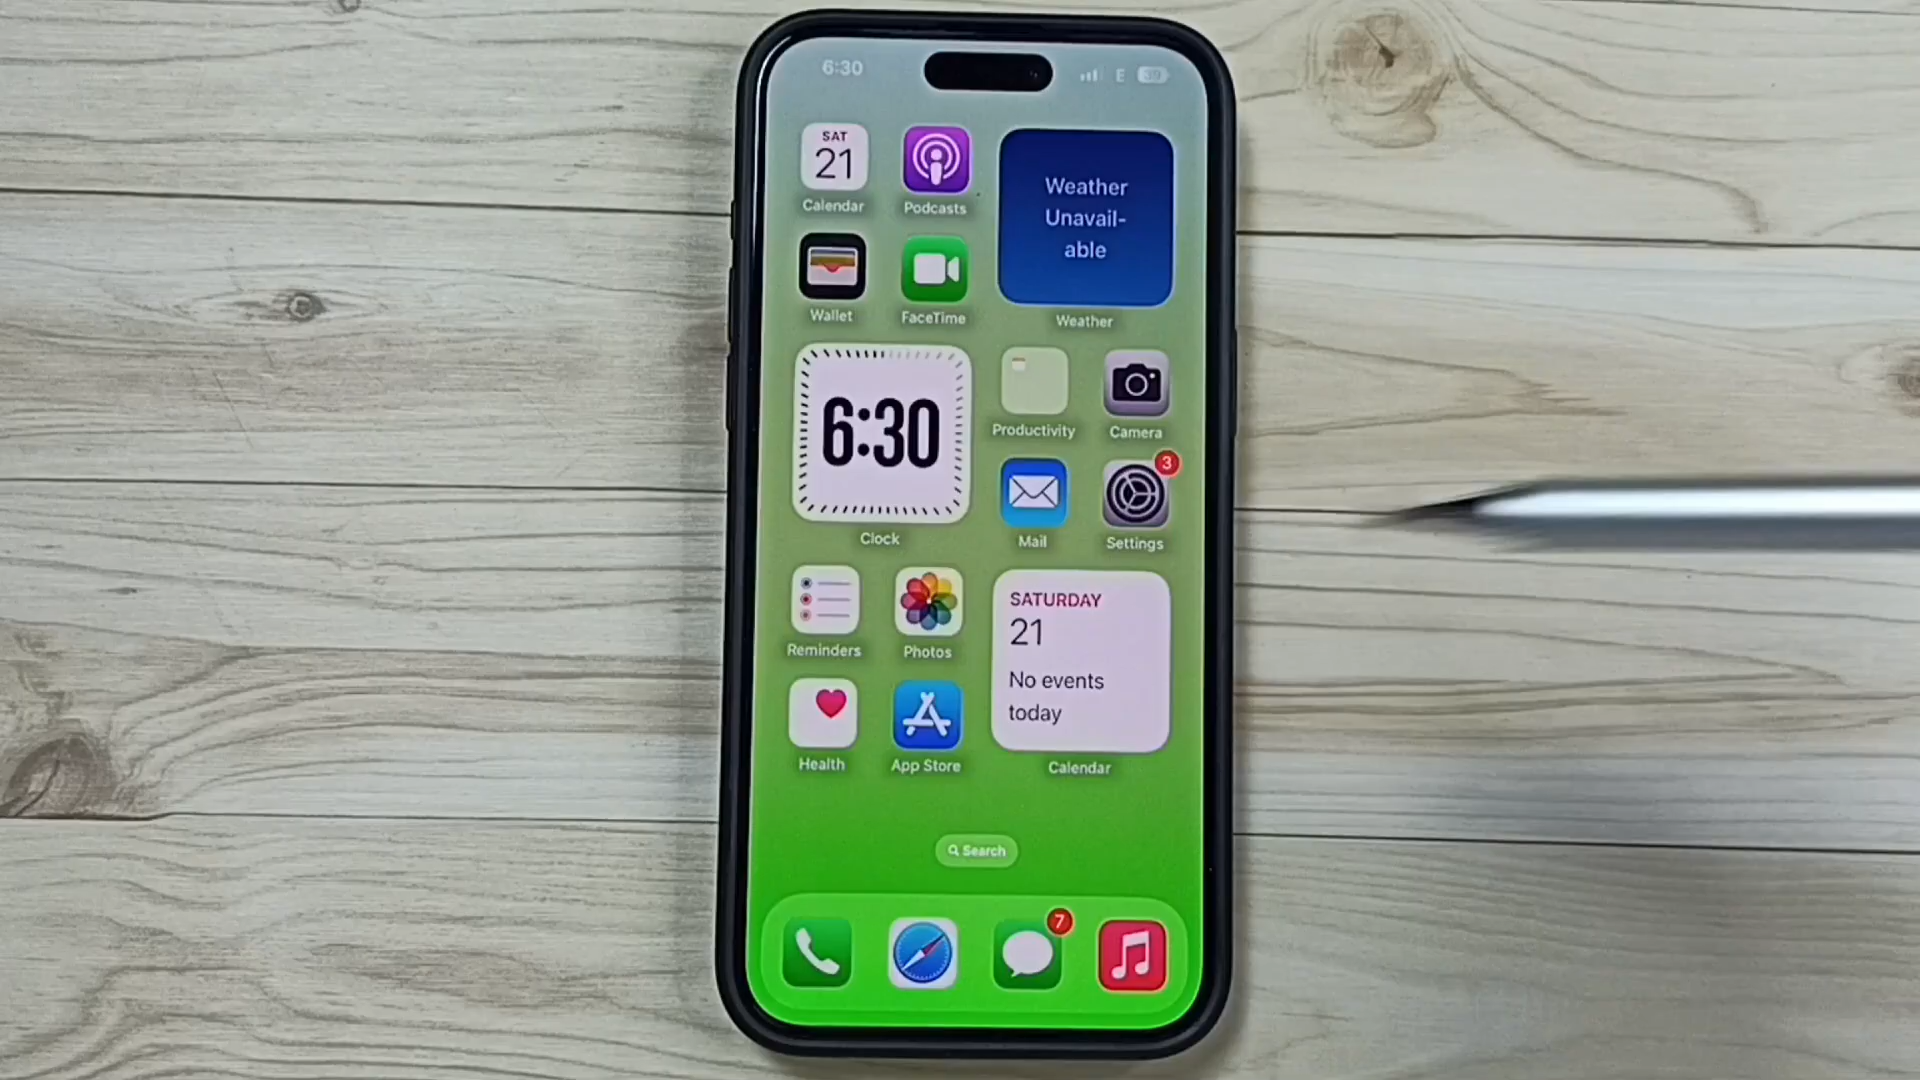 6:30
E 39
SAT
21
Calendar
Podcasts
Weather
Unavail-
able
Wallet
FaceTime
Weather
6:30
Productivity
Camera
3
Clock
Mail
Settings
Reminders
Photos
SATURDAY
21
No events
today
Health
App Store
Calendar
Search
7